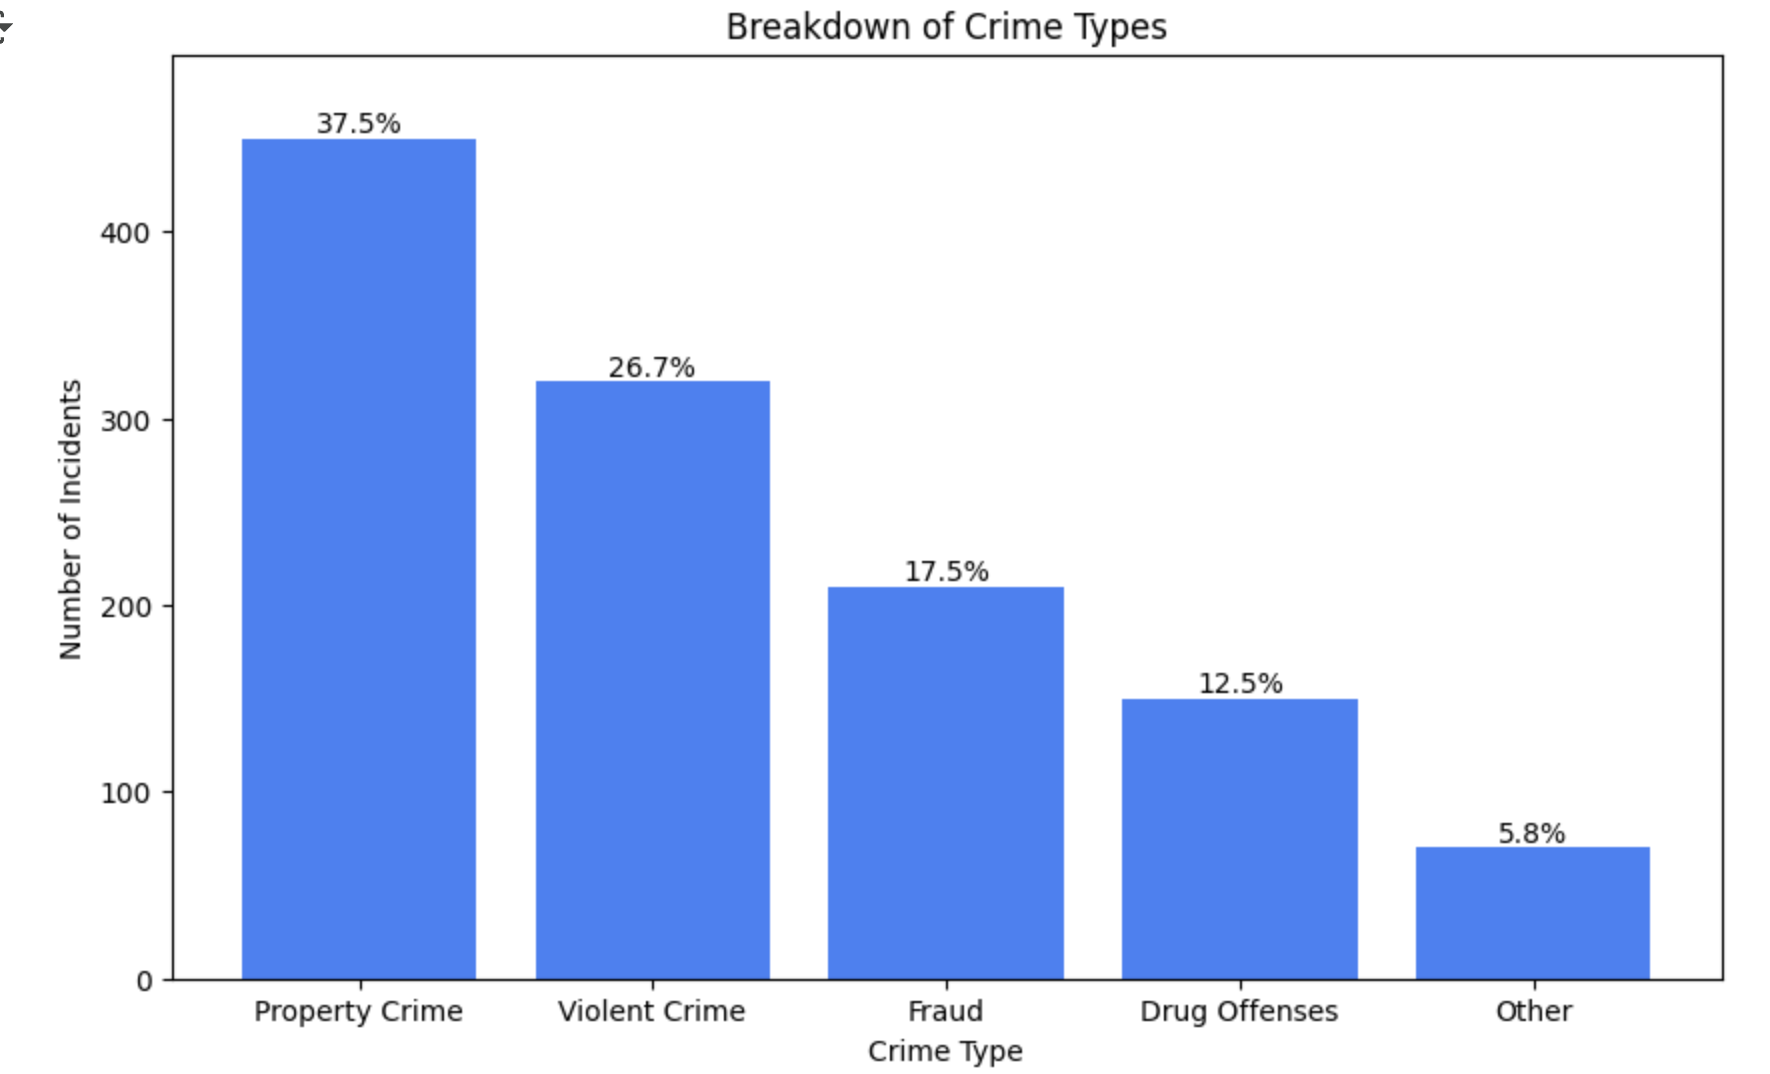 Breakdown of Crime Types
37.5%
400
26.7%
300
Number of Incidents
17.5%
200
12.5%
100
5.8%
0
Property Crime
Violent Crime
Fraud
Drug Offenses
Other
Crime Type